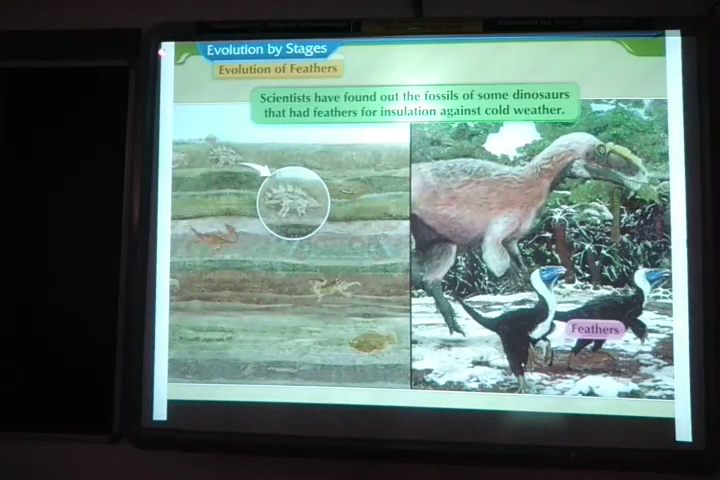 Evolution by Stages
Evolution of Feathers
Scientists have found out the fossils of some dinosaurs
that had feathers for insulation against cold weather.
Feathers